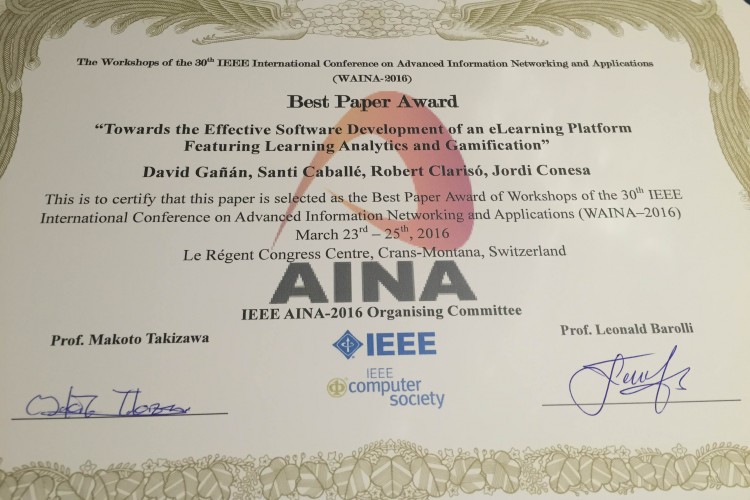 The Workshops of the 30th IEEE International Conference on Advanced Information Networking and Applications
(WAINA-2016)
Best Paper Award
“Towards the Effective Software Development of an eLearning Platform
Featuring Learning Analytics and Gamification”
David Gañán, Santi Caballé, Robert Clarisó, Jordi Conesa
This is to certify that this paper is selected as the Best Paper Award of Workshops of the 30th IEEE
International Conference on Advanced Information Networking and Applications (WAINA–2016)
March 23rd – 25th, 2016
Le Régent Congress Centre, Crans-Montana, Switzerland
AINA
IEEE AINA-2016 Organising Committee
Prof. Makoto Takizawa
Prof. Leonald Barolli
IEEE
IEEE
computer
society